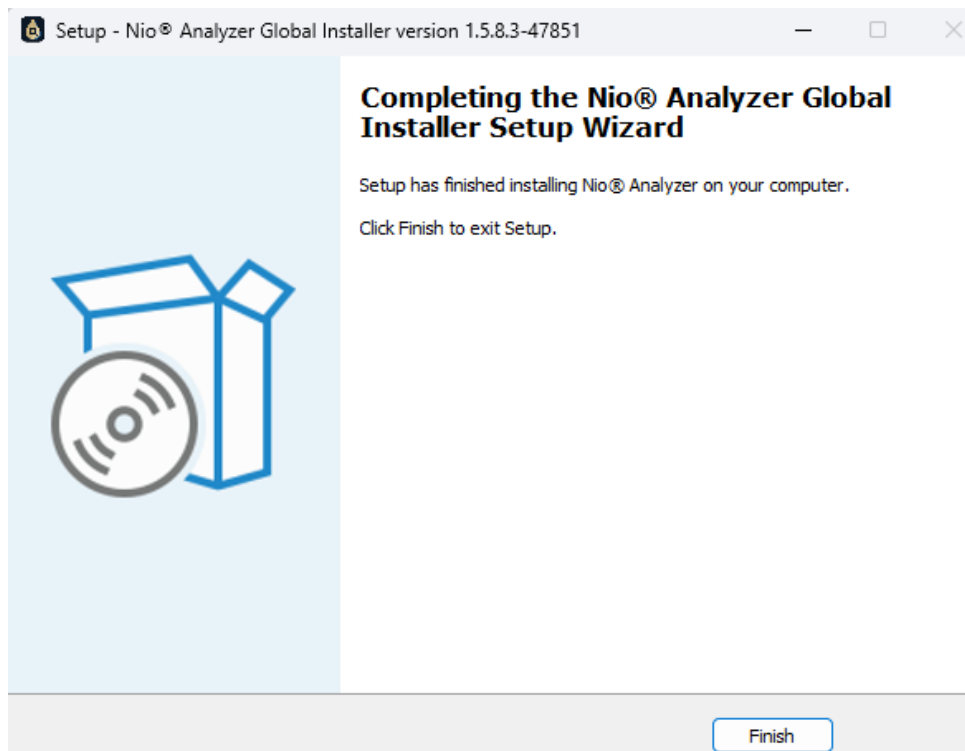 Setup - Nio® Analyzer Global Installer version 1.5.8.3-47851
Completing the Nio® Analyzer Global
Installer Setup Wizard
Setup has finished installing Nio® Analyzer on your computer.
Click Finish to exit Setup.
Finish